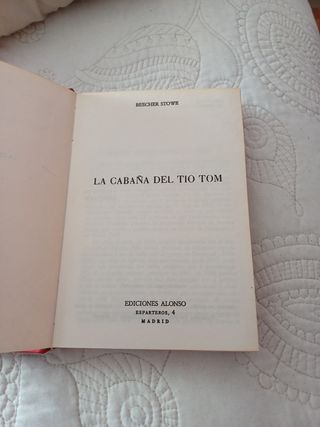 BEECHER STOWE
LA CABAÑA DEL TIO TOM
EDICIONES ALONSO
ESPARTEROS, 4
MADRID